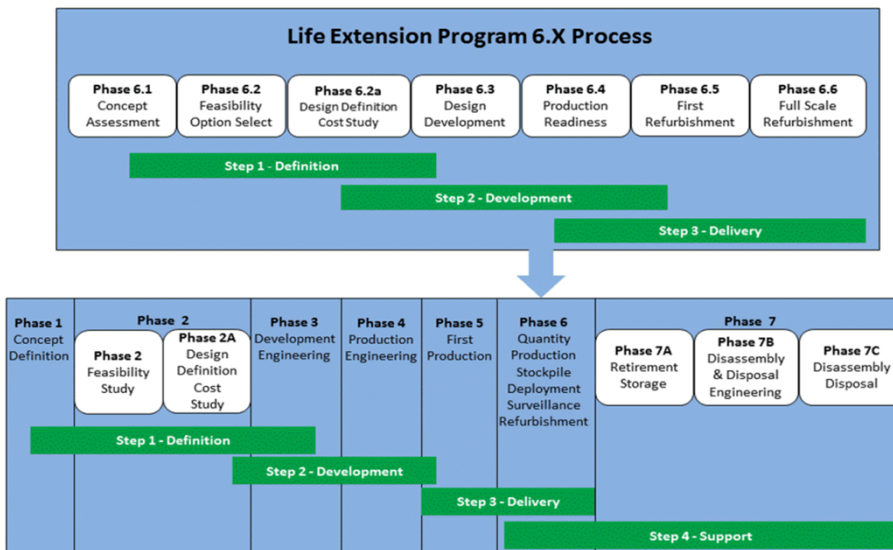 Life Extension Program 6.X Process
Phase 6.1
Concept
Assessment
Phase 6.2
Feasibility
Option Select
Phase 6.2a
Design Definition
Cost Study
Phase 6.3
Design
Development
Phase 6.4
Production
Readiness
Phase 6.5
First
Refurbishment
Phase 6.6
Full Scale
Refurbishment
Step 1 - Definition
Step 2 - Development
Step 3 - Delivery
Phase 1
Concept
Definition
Phase 2
Phase 2
Feasibility
Study
Phase 2A
Design
Definition
Cost
Study
Phase 3
Development
Engineering
Phase 4
Production
Engineering
Phase 5
First
Production
Phase 6
Quantity
Production
Stockpile
Deployment
Surveillance
Refurbishment
Phase 7
Phase 7A
Retirement
Storage
Phase 7B
Disassembly
& Disposal
Engineering
Phase 7C
Disassembly
Disposal
Step 1 - Definition
Step 2 - Development
Step 3 - Delivery
Step 4 - Support